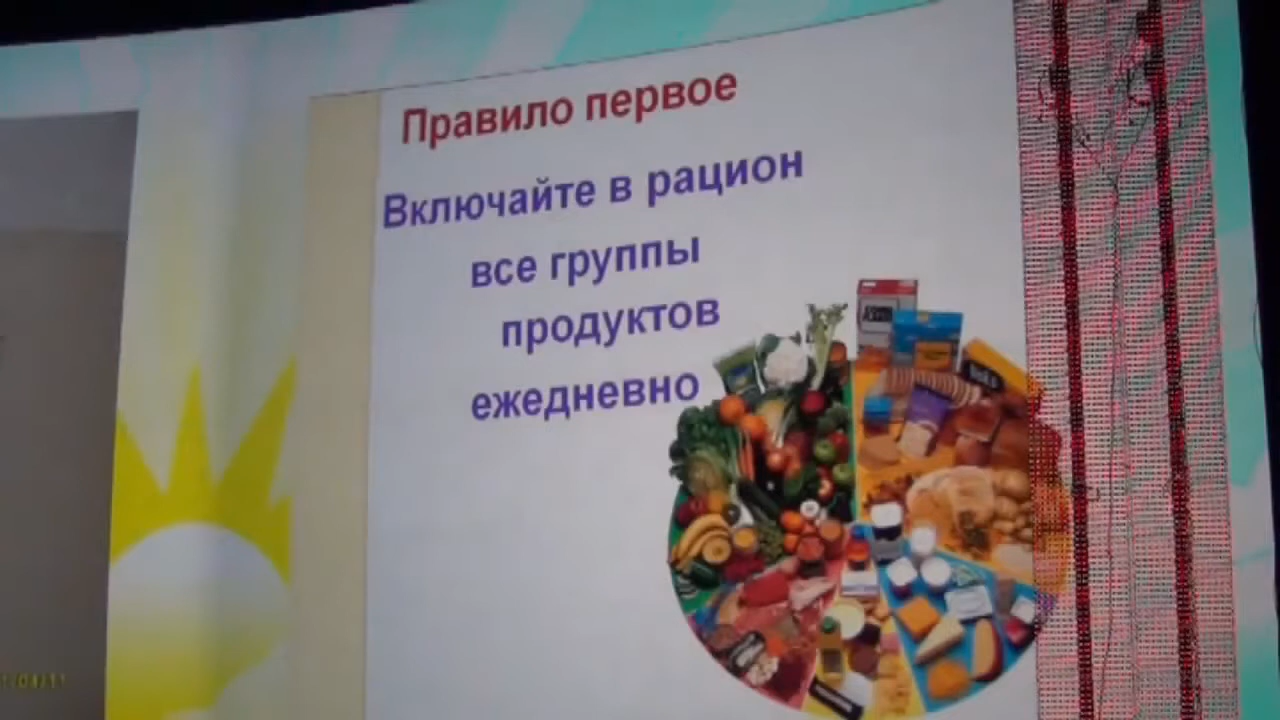 Правило первое
Включайте в рацион
все группы
продуктов
ежедневно